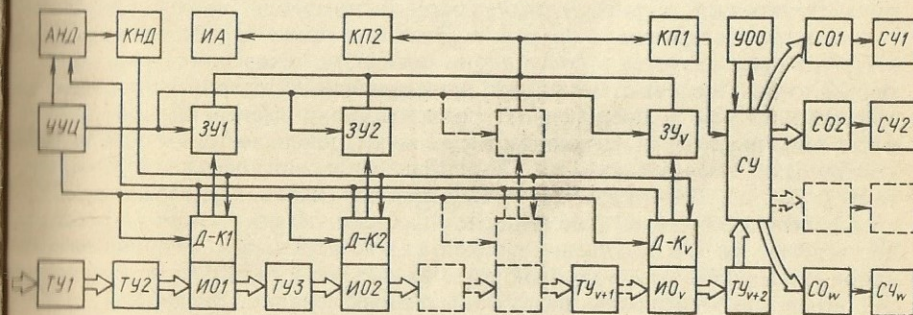 АНД КНД ИА КП2 КП1 УОО СО1 СЧ1
УУЦ ЗУ1 ЗУ2 ЗУv СУ СО2 СЧ2
Д-К1 Д-К2 Д-Кv
ТУ1 ТУ2 ИО1 ТУ3 ИО2 ТУv+1 ИОv ТУv+2 СОw СЧw